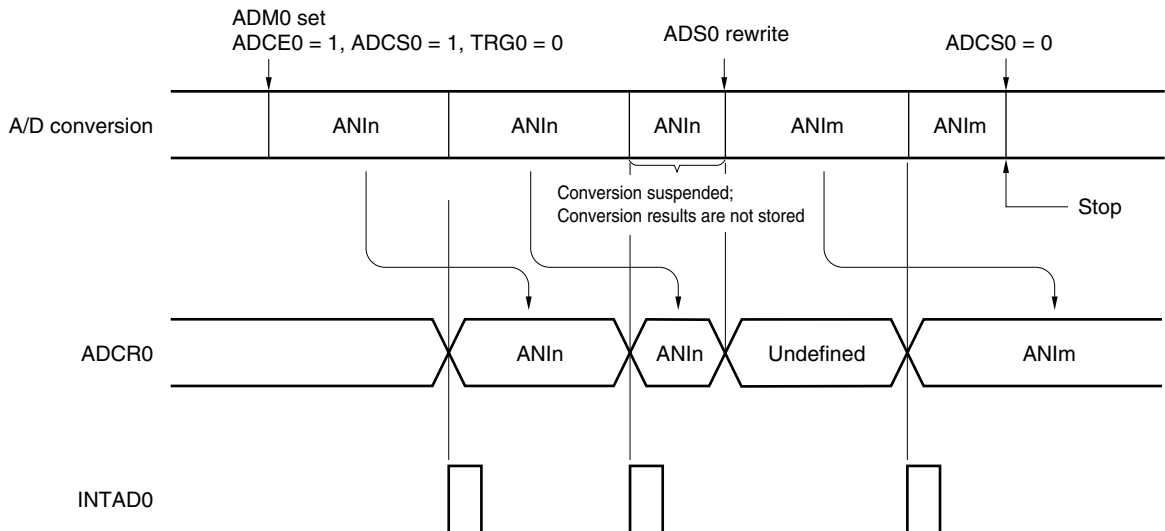 ADM0 set
ADCE0 = 1, ADCS0 = 1, TRG0 = 0
ADS0 rewrite
ADCS0 = 0
A/D conversion
ANIn
ANIn
ANIn
ANIm
ANIm
Conversion suspended;
Conversion results are not stored
Stop
ADCR0
ANIn
ANIn
Undefined
ANIm
INTAD0